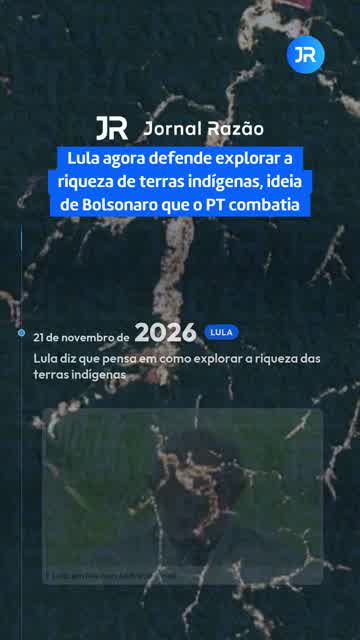 JR
JR Jornal Razão
Lula agora defende explorar a
riqueza de terras indígenas, ideia
de Bolsonaro que o PT combatia
21 de novembro de 2026 LULA
Lula diz que pensa em como explorar a riqueza das
terras indígenas